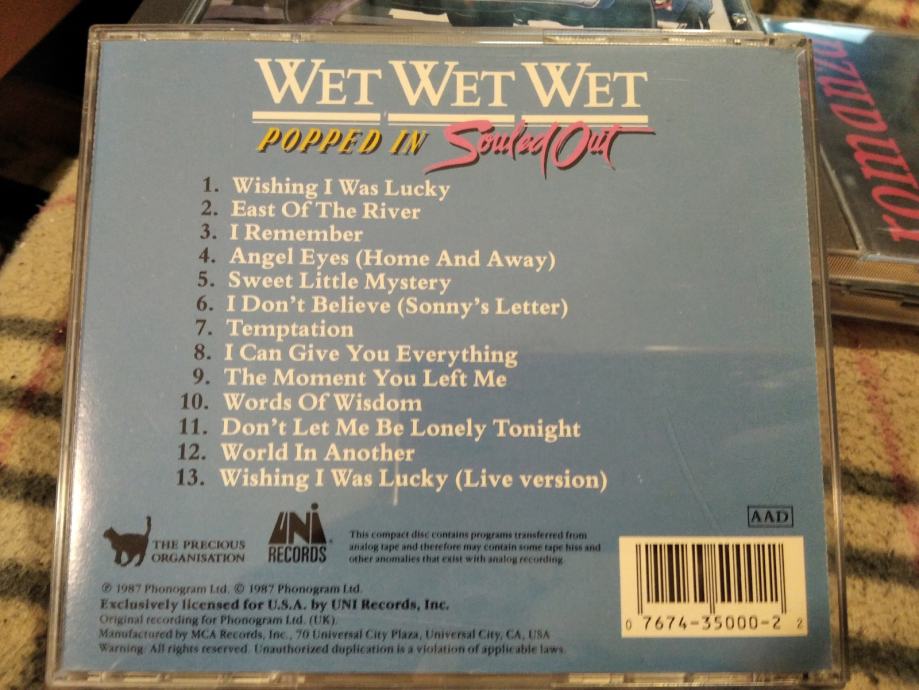 WET WET WET
POPPED IN Souled Out
1. Wishing I Was Lucky
2. East Of The River
3. I Remember
4. Angel Eyes (Home And Away)
5. Sweet Little Mystery
6. I Don't Believe (Sonny's Letter)
7. Temptation
8. I Can Give You Everything
9. The Moment You Left Me
10. Words Of Wisdom
11. Don't Let Me Be Lonely Tonight
12. World In Another
13. Wishing I Was Lucky (Live version)
AAD
THE PRECIOUS
ORGANISATION
UNI
RECORDS
This compact disc contains programs transferred from
analog tape and therefore may contain some tape hiss and
other anomalies that exist with analog recording.
℗ 1987 Phonogram Ltd. © 1987 Phonogram Ltd.
Exclusively licensed for U.S.A. by UNI Records, Inc.
Original recording for Phonogram Ltd. (UK).
Manufactured by MCA Records, Inc., 70 Universal City Plaza, Universal City, CA, USA
Warning: All rights reserved. Unauthorized duplication is a violation of applicable laws.
0 7674-35000-2 2
romanza